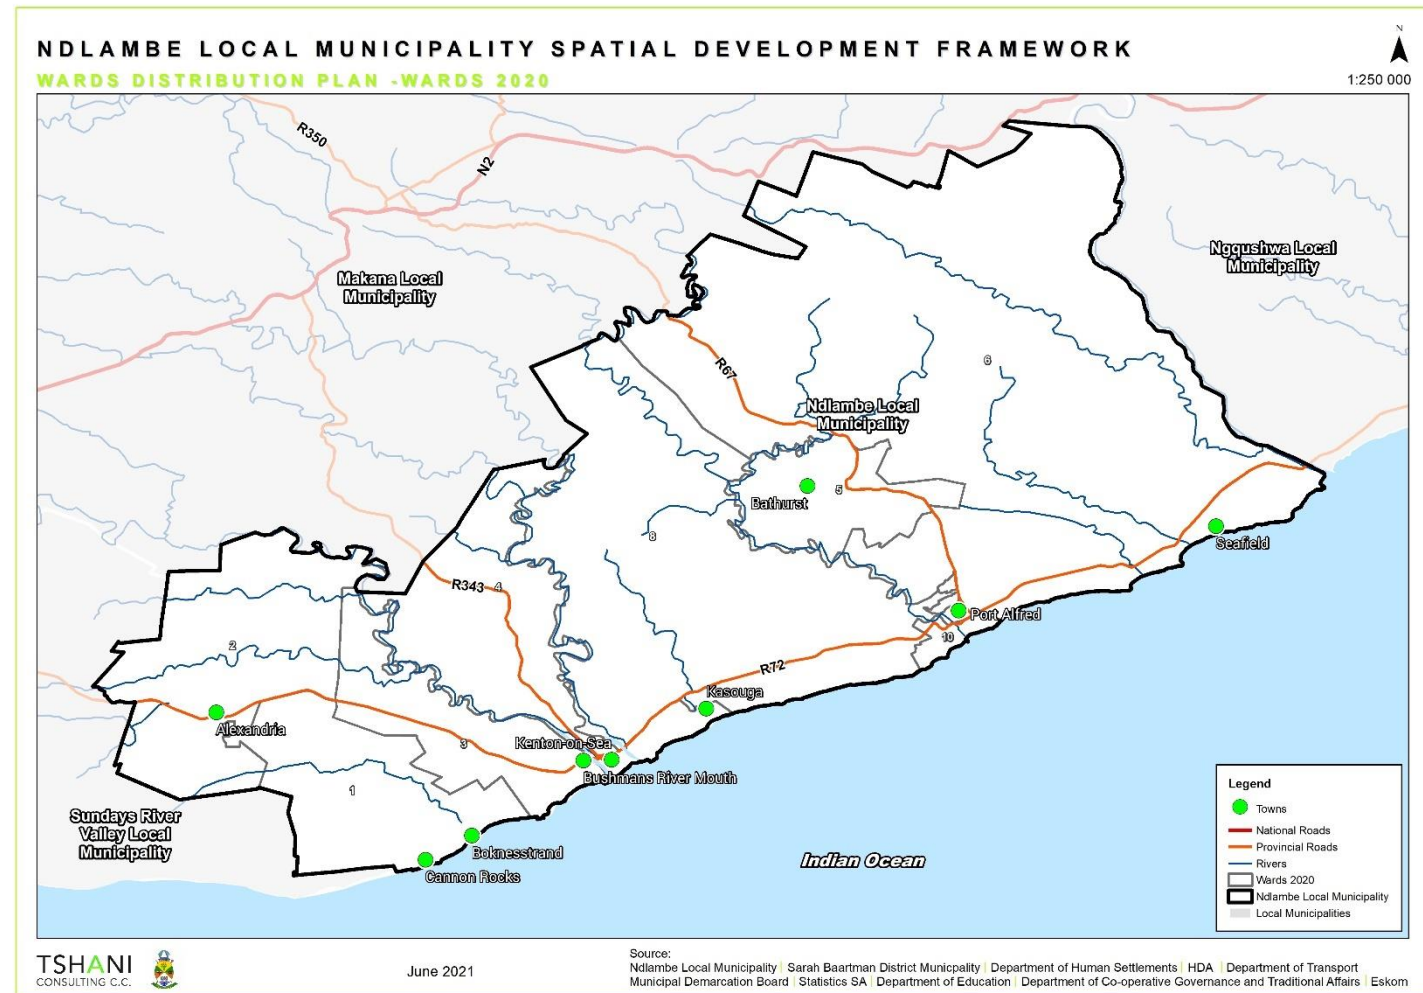 NDLAMBE LOCAL MUNICIPALITY SPATIAL DEVELOPMENT FRAMEWORK
WARDS DISTRIBUTION PLAN -WARDS 2020
N
1:250 000
R350
N2
Makana Local
Municipality
Ngqushwa Local
Municipality
6
R67
Ndlambe Local
Municipality
Bathurst
5
8
Seafield
R343
4
Port Alfred
10
2
R72
Kasouga
Alexandria
3
Kenton-on-Sea
Bushmans River Mouth
1
Sundays River
Valley Local
Municipality
Boknesstrand
Cannon Rocks
Indian Ocean
Legend
Towns
National Roads
Provincial Roads
Rivers
Wards 2020
Ndlambe Local Municipality
Local Municipalities
TSHANI
CONSULTING C.C.
June 2021
Source:
Ndlambe Local Municipality | Sarah Baartman District Municpality | Department of Human Settlements | HDA | Department of Transport
Municipal Demarcation Board | Statistics SA | Department of Education | Department of Co-operative Governance and Traditional Affairs | Eskom